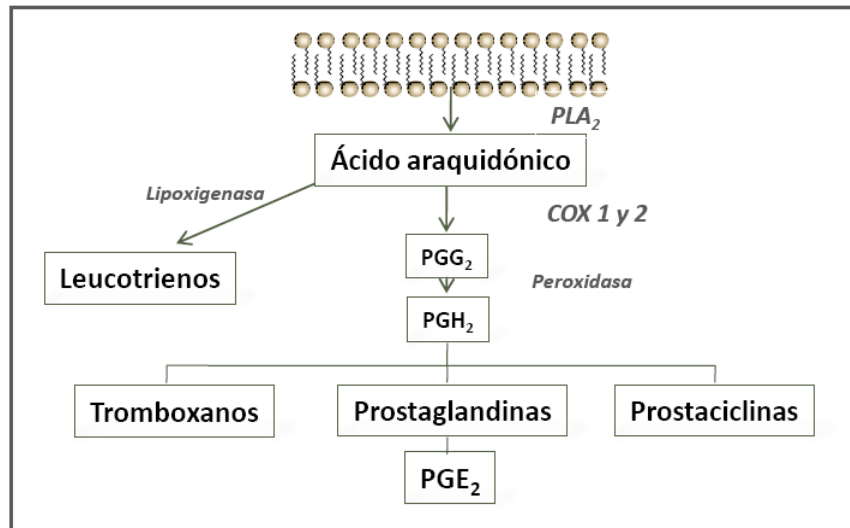 PLA₂
Ácido araquidónico
Lipoxigenasa
COX 1 y 2
PGG₂
Leucotrienos
Peroxidasa
PGH₂
Tromboxanos
Prostaglandinas
Prostaciclinas
PGE₂